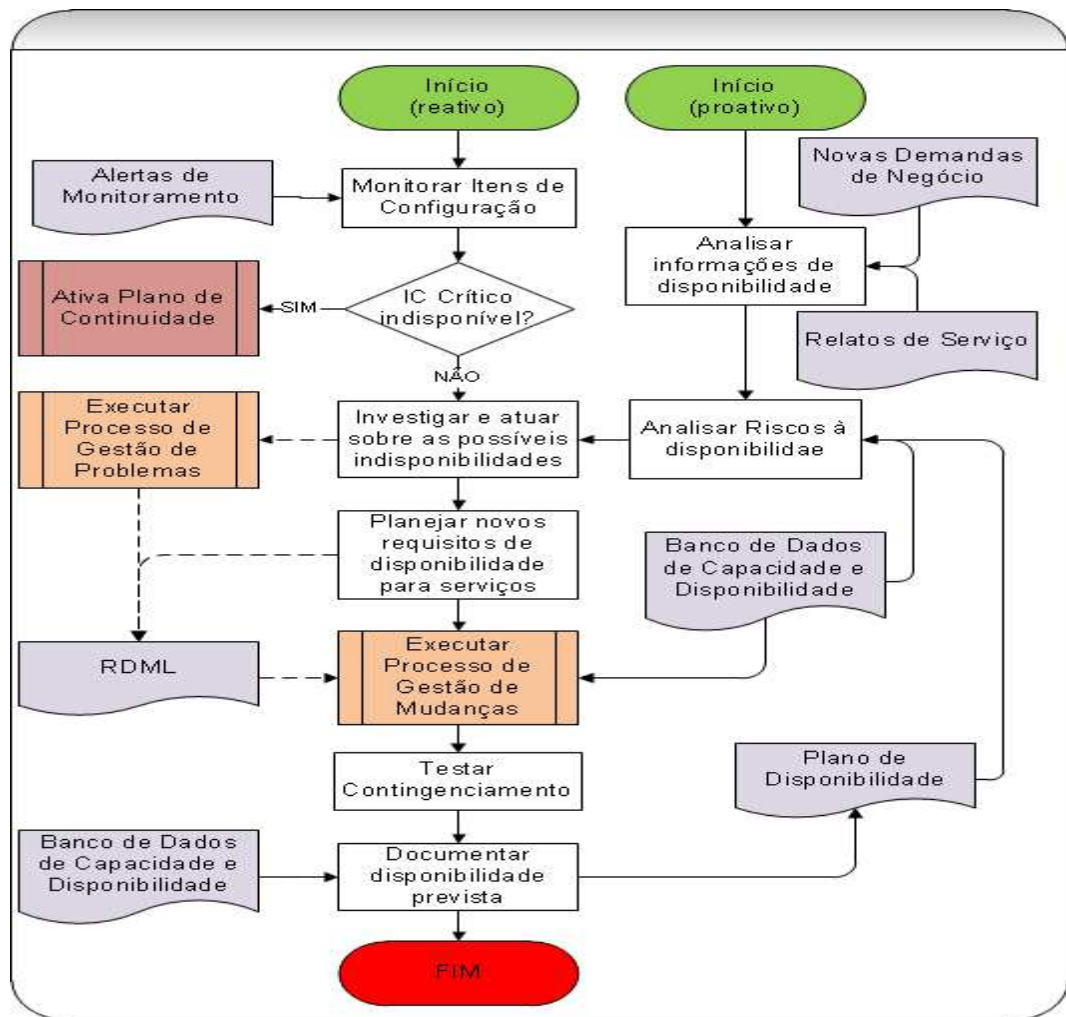 Início
(reativo)
Início
(proativo)
Alertas de
Monitoramento
Monitorar Itens de
Configuração
Novas Demandas
de Negócio
Analisar
informações de
disponibilidade
Ativa Plano de
Continuidade
SIM
IC Crítico
indisponível?
Relatos de Serviço
NÃO
Executar
Processo de
Gestão de
Problemas
Investigar e atuar
sobre as possíveis
indisponibilidades
Analisar Riscos à
disponibilidae
Planejar novos
requisitos de
disponibilidade
para serviços
Banco de Dados
de Capacidade e
Disponibilidade
RDML
Executar
Processo de
Gestão de
Mudanças
Testar
Contingenciamento
Plano de
Disponibilidade
Banco de Dados
de Capacidade e
Disponibilidade
Documentar
disponibilidade
prevista
FIM